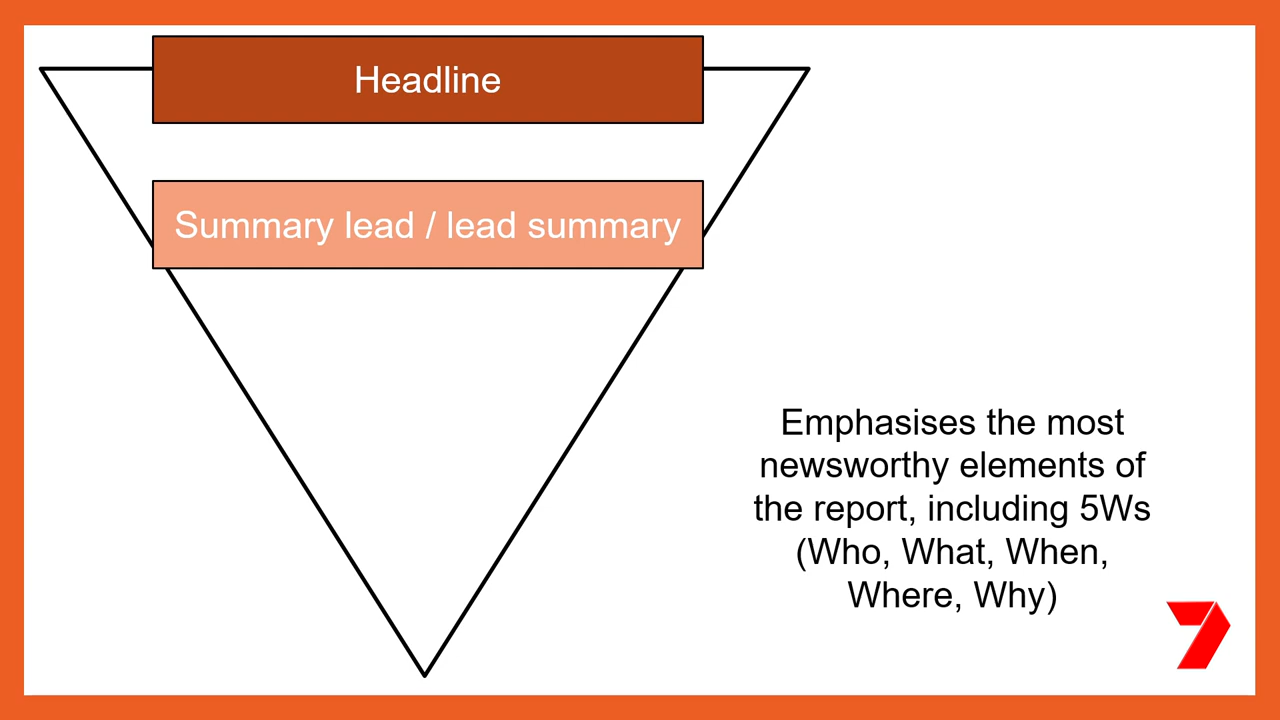 Headline
Summary lead / lead summary
Emphasises the most
newsworthy elements of
the report, including 5Ws
(Who, What, When,
Where, Why)